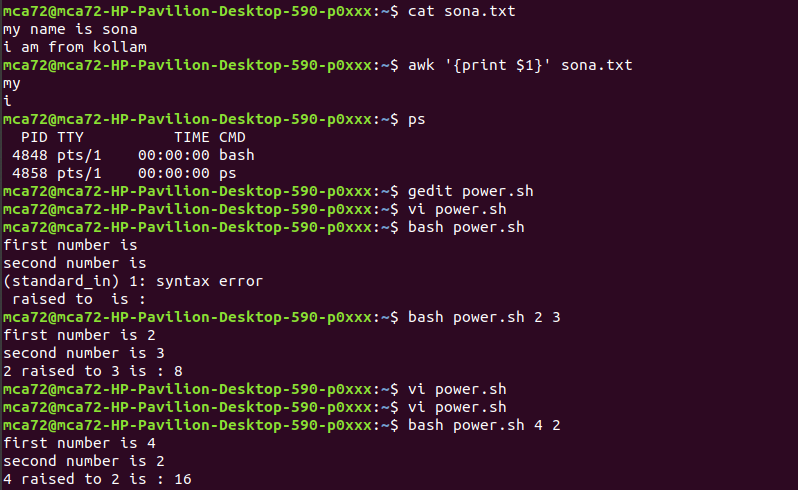 mca72@mca72-HP-Pavilion-Desktop-590-p0xxx:~$ cat sona.txt
my name is sona
i am from kollam
mca72@mca72-HP-Pavilion-Desktop-590-p0xxx:~$ awk '{print $1}' sona.txt
my
i
mca72@mca72-HP-Pavilion-Desktop-590-p0xxx:~$ ps
  PID TTY          TIME CMD
 4848 pts/1    00:00:00 bash
 4858 pts/1    00:00:00 ps
mca72@mca72-HP-Pavilion-Desktop-590-p0xxx:~$ gedit power.sh
mca72@mca72-HP-Pavilion-Desktop-590-p0xxx:~$ vi power.sh
mca72@mca72-HP-Pavilion-Desktop-590-p0xxx:~$ bash power.sh
first number is
second number is
(standard_in) 1: syntax error
 raised to  is :
mca72@mca72-HP-Pavilion-Desktop-590-p0xxx:~$ bash power.sh 2 3
first number is 2
second number is 3
2 raised to 3 is : 8
mca72@mca72-HP-Pavilion-Desktop-590-p0xxx:~$ vi power.sh
mca72@mca72-HP-Pavilion-Desktop-590-p0xxx:~$ vi power.sh
mca72@mca72-HP-Pavilion-Desktop-590-p0xxx:~$ bash power.sh 4 2
first number is 4
second number is 2
4 raised to 2 is : 16